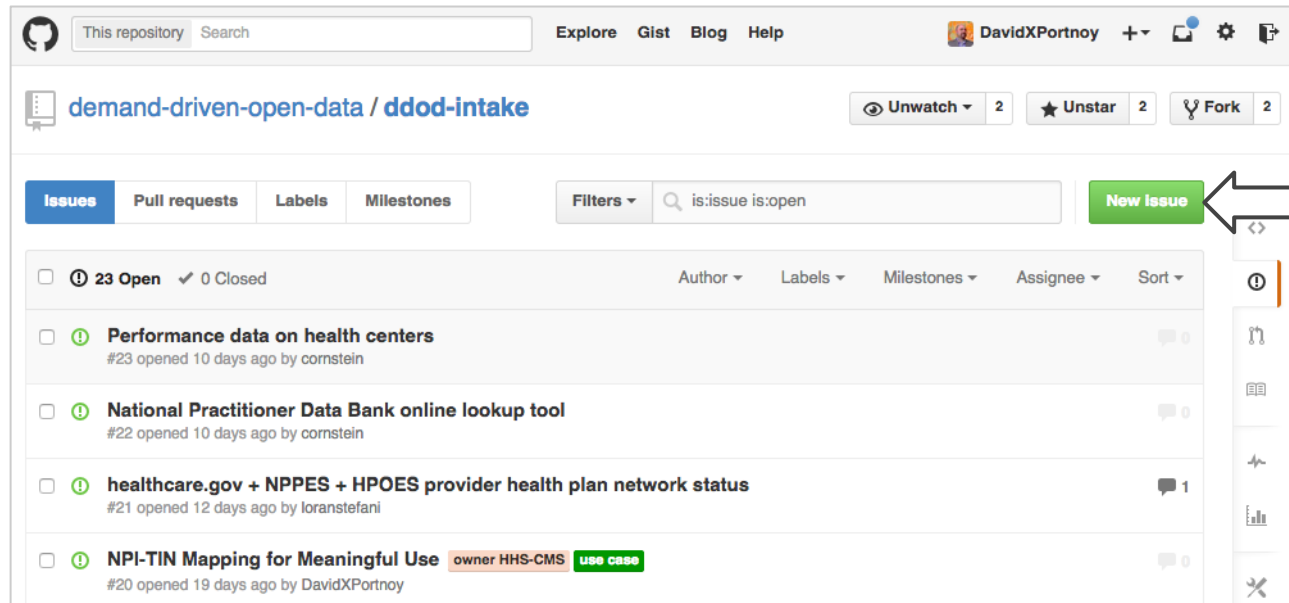 This repository Search Explore Gist Blog Help DavidXPortnoy
demand-driven-open-data / ddod-intake Unwatch 2 Unstar 2 Fork 2
Issues Pull requests Labels Milestones Filters is:issue is:open New issue
23 Open 0 Closed Author Labels Milestones Assignee Sort
Performance data on health centers 0
#23 opened 10 days ago by cornstein
National Practitioner Data Bank online lookup tool 0
#22 opened 10 days ago by cornstein
healthcare.gov + NPPES + HPOES provider health plan network status 1
#21 opened 12 days ago by loranstefani
NPI-TIN Mapping for Meaningful Use owner HHS-CMS use case 0
#20 opened 19 days ago by DavidXPortnoy